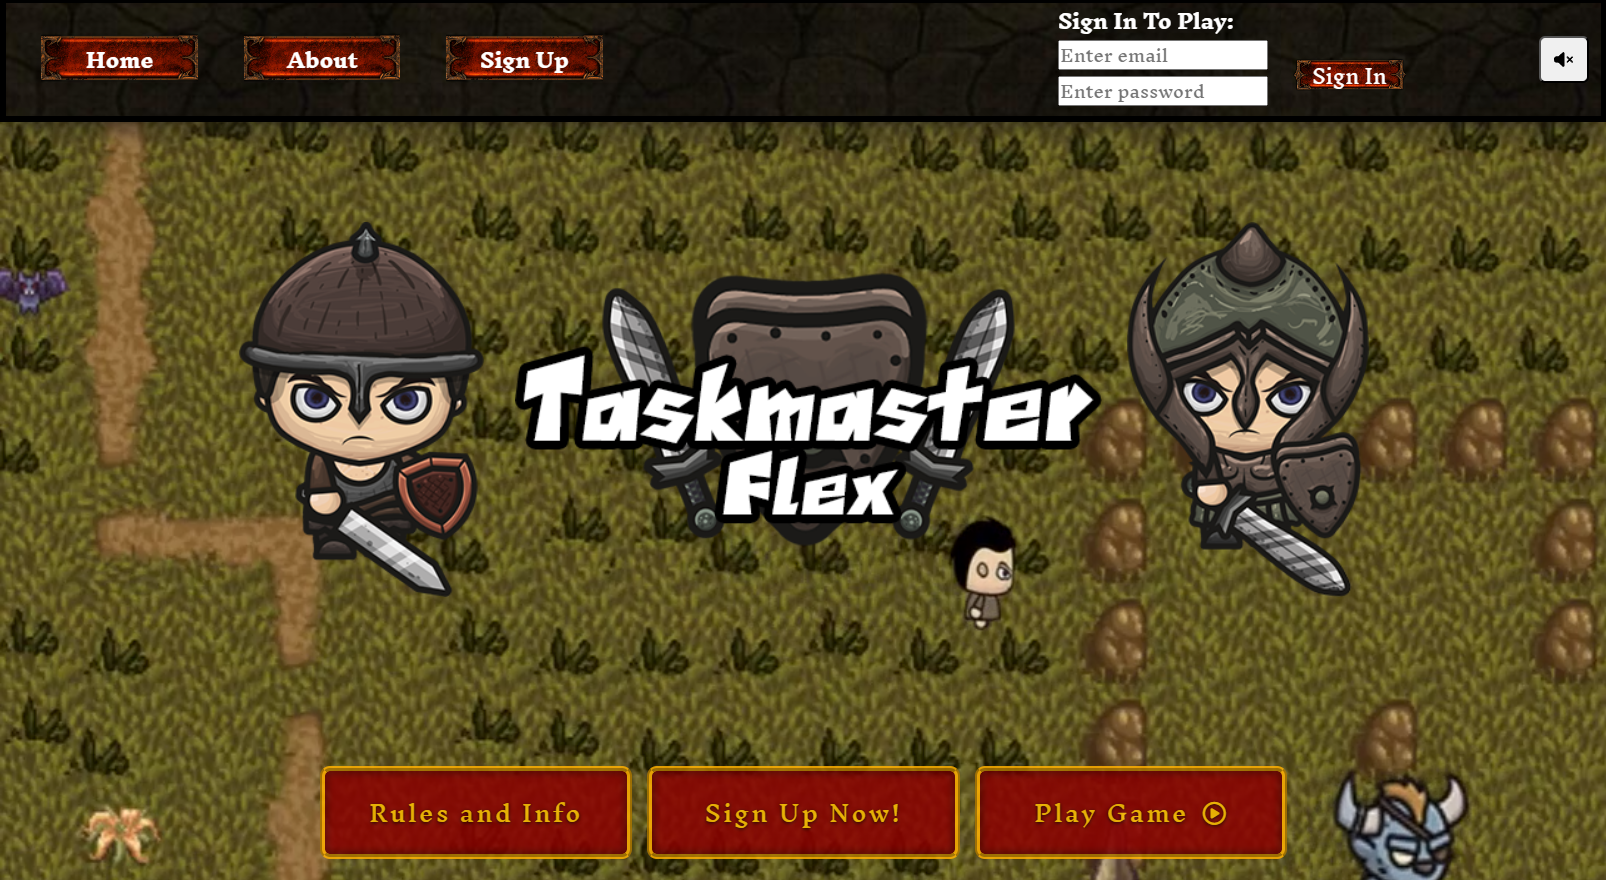 Home
About
Sign Up
Sign In To Play:
Enter email
Enter password
Sign In
Taskmaster
Flex
Rules and Info
Sign Up Now!
Play Game